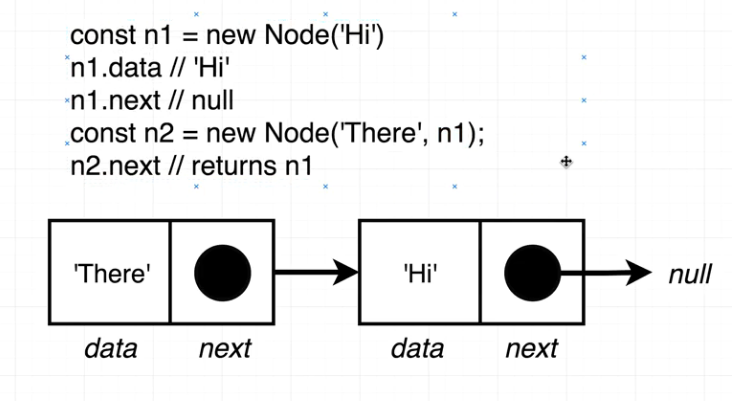 const n1 = new Node('Hi')
n1.data // 'Hi'
n1.next // null
const n2 = new Node('There', n1);
n2.next // returns n1
'There' 'Hi' null
data next data next